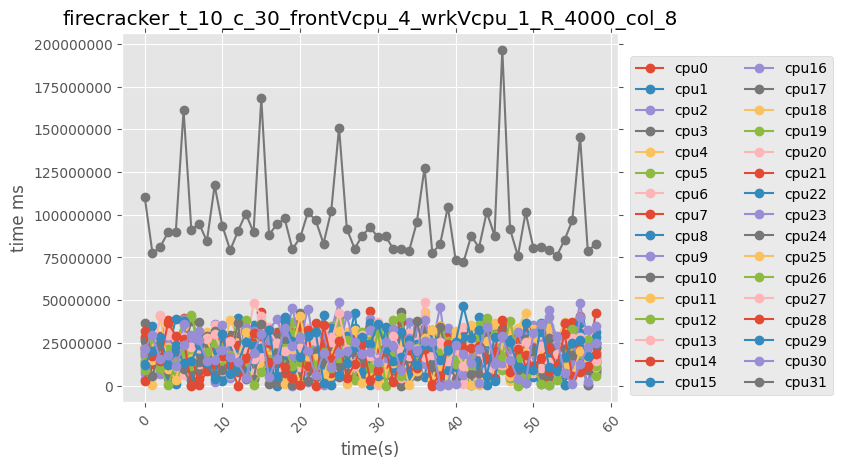 firecracker_t_10_c_30_frontVcpu_4_wrkVcpu_1_R_4000_col_8
time ms
200000000
175000000
150000000
125000000
100000000
75000000
50000000
25000000
0
0
10
20
30
40
50
60
time(s)
cpu0
cpu1
cpu2
cpu3
cpu4
cpu5
cpu6
cpu7
cpu8
cpu9
cpu10
cpu11
cpu12
cpu13
cpu14
cpu15
cpu16
cpu17
cpu18
cpu19
cpu20
cpu21
cpu22
cpu23
cpu24
cpu25
cpu26
cpu27
cpu28
cpu29
cpu30
cpu31